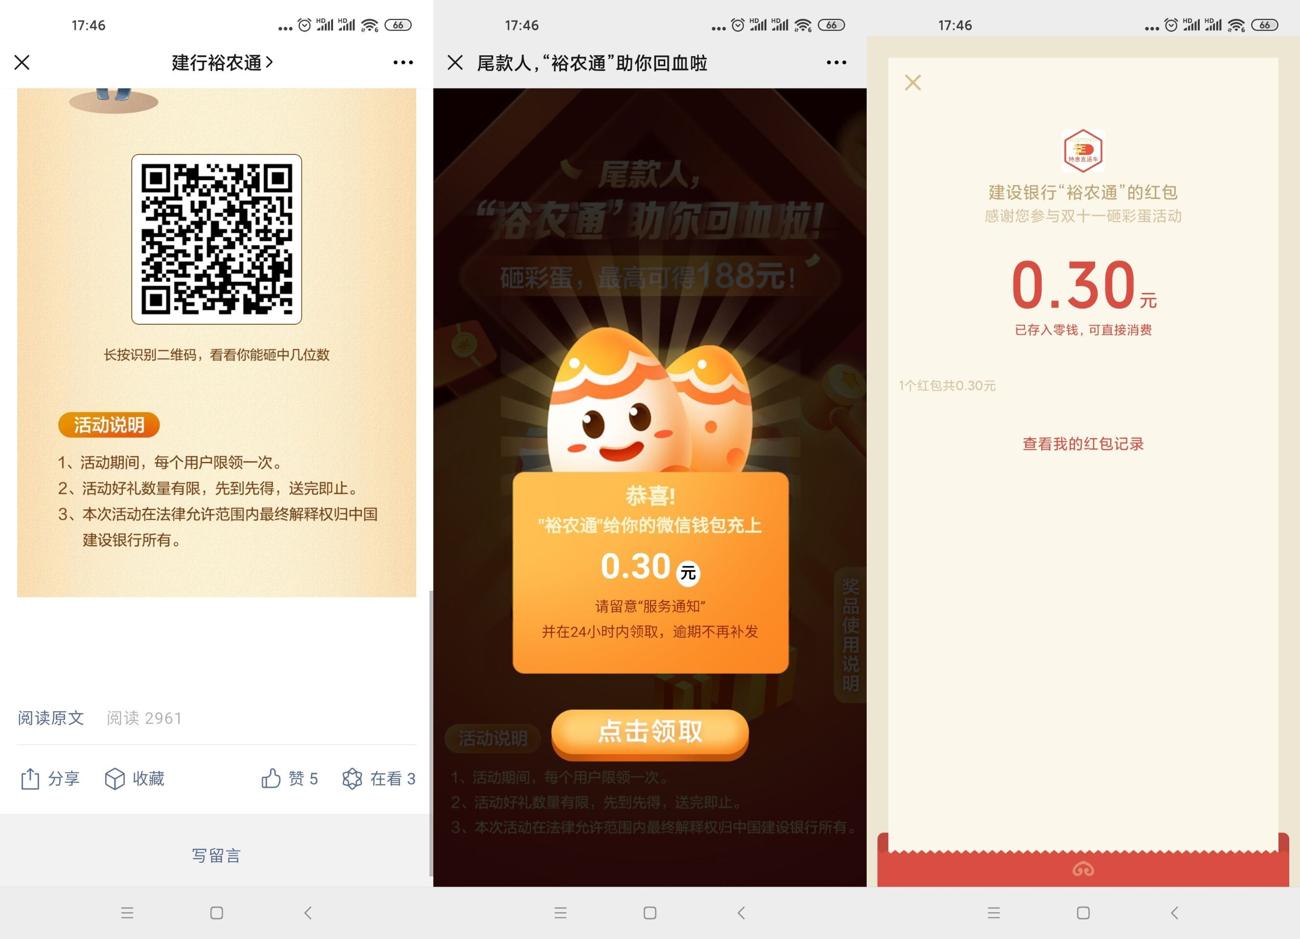 17:46
HD
HD
66
建行裕农通
长按识别二维码，看看你能砸中几位数
活动说明
1、活动期间，每个用户限领一次。
2、活动好礼数量有限，先到先得，送完即止。
3、本次活动在法律允许范围内最终解释权归中国
建设银行所有。
阅读原文 阅读 2961
分享 收藏 赞 5 在看 3
写留言
17:46
HD
HD
66
尾款人，“裕农通”助你回血啦
尾款人，
“裕农通”助你回血啦！
砸彩蛋，最高可得188元！
恭喜!
"裕农通"给你的微信钱包充上
0.30元
请留意“服务通知”
并在24小时内领取，逾期不再补发
奖品使用说明
点击领取
活动说明
1、活动期间，每个用户限领一次。
2、活动好礼数量有限，先到先得，送完即止。
3、本次活动在法律允许范围内最终解释权归中国建设银行所有。
17:46
HD
HD
66
建设银行“裕农通”的红包
感谢您参与双十一砸彩蛋活动
0.30元
已存入零钱，可直接消费
1个红包共0.30元
查看我的红包记录